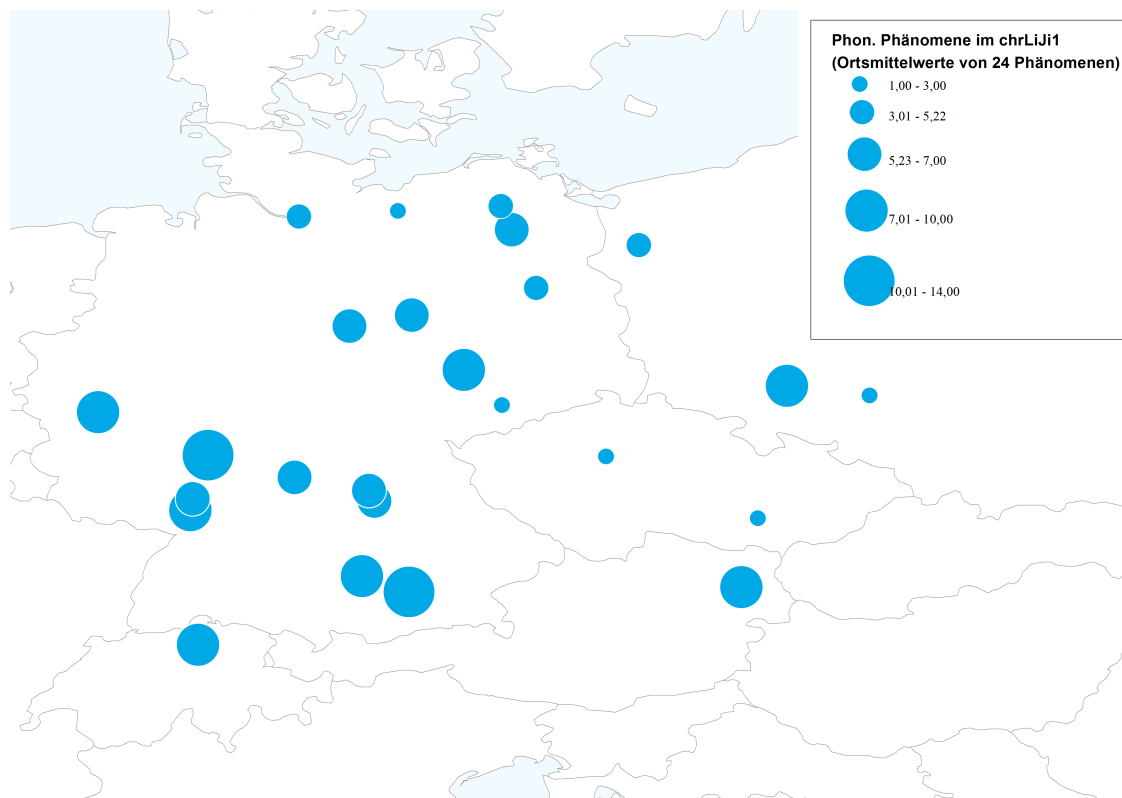 Phon. Phänomene im chrLiJi1
(Ortsmittelwerte von 24 Phänomenen)
1,00 - 3,00
3,01 - 5,22
5,23 - 7,00
7,01 - 10,00
10,01 - 14,00